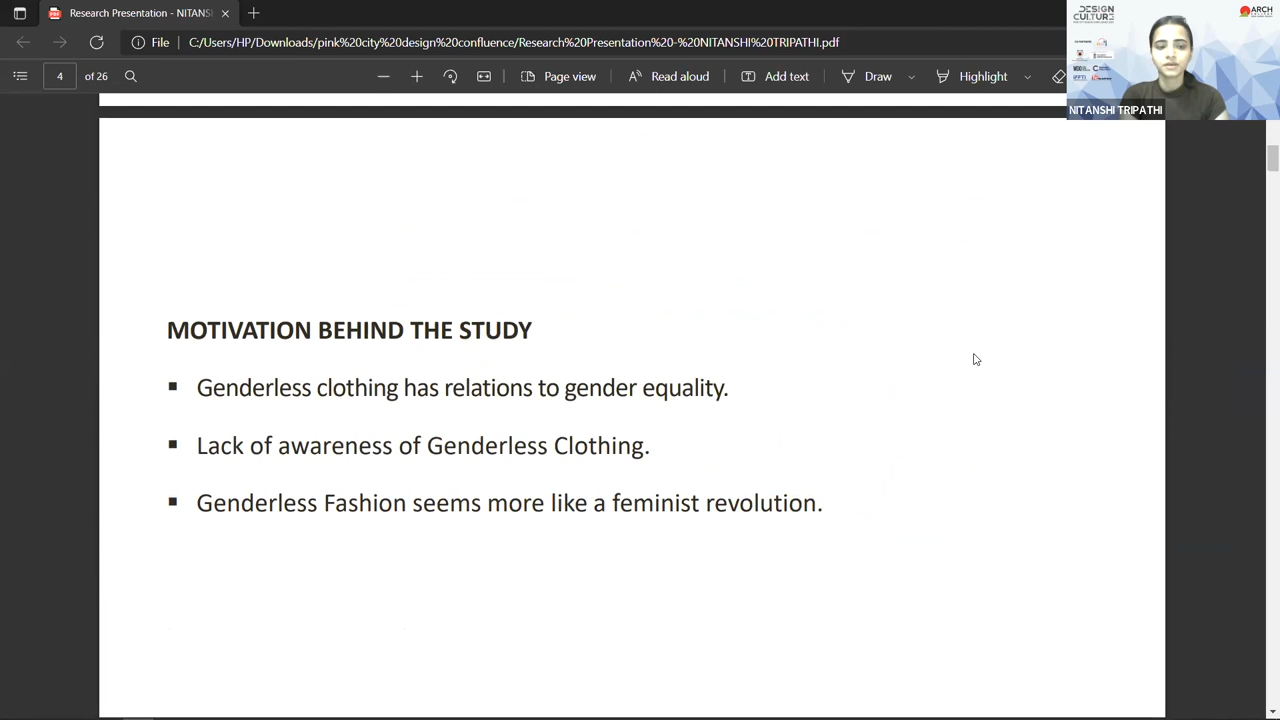 Research Presentation - NITANS
File
C:/Users/HP/Downloads/pink%20city%20design%20confluence/Research%20Presentation%20-%20NITANSHI%20TRIPATHI.pdf
4 of 26
Page view
Read aloud
Add text
Draw
Highlight
DESIGN
CULTURE
ARCH
NITANSHI TRIPATHI
MOTIVATION BEHIND THE STUDY
▪ Genderless clothing has relations to gender equality.
▪ Lack of awareness of Genderless Clothing.
▪ Genderless Fashion seems more like a feminist revolution.